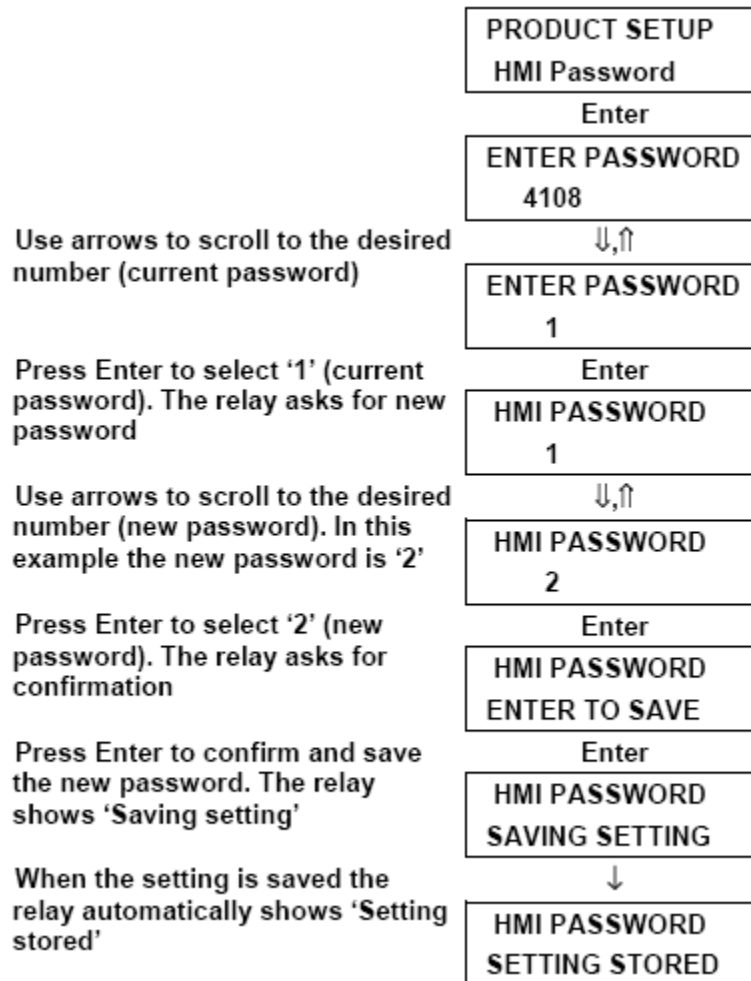 PRODUCT SETUP
HMI Password
Enter
ENTER PASSWORD
4108
Use arrows to scroll to the desired
number (current password)
⇓,⇑
ENTER PASSWORD
1
Press Enter to select ‘1’ (current
password). The relay asks for new
password
Enter
HMI PASSWORD
1
Use arrows to scroll to the desired
number (new password). In this
example the new password is ‘2’
⇓,⇑
HMI PASSWORD
2
Press Enter to select ‘2’ (new
password). The relay asks for
confirmation
Enter
HMI PASSWORD
ENTER TO SAVE
Press Enter to confirm and save
the new password. The relay
shows ‘Saving setting’
Enter
HMI PASSWORD
SAVING SETTING
When the setting is saved the
relay automatically shows ‘Setting
stored’
↓
HMI PASSWORD
SETTING STORED